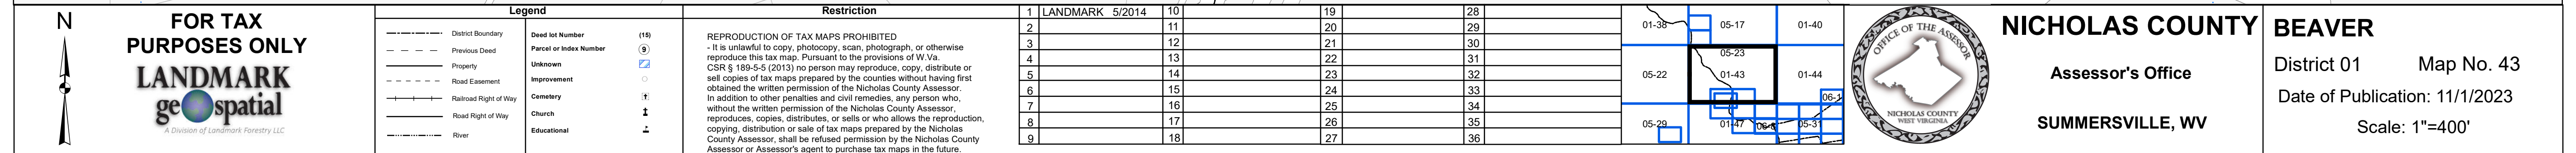 N
FOR TAX
PURPOSES ONLY
LANDMARK
geospatial
A Division of Landmark Forestry LLC
Legend
District Boundary
Previous Deed
Property
Road Easement
Railroad Right of Way
Road Right of Way
River
Deed lot Number (15)
Parcel or Index Number 9
Unknown
Improvement
Cemetery
Church
Educational
Restriction
REPRODUCTION OF TAX MAPS PROHIBITED
- It is unlawful to copy, photocopy, scan, photograph, or otherwise
reproduce this tax map. Pursuant to the provisions of W.Va.
CSR § 189-5-5 (2013) no person may reproduce, copy, distribute or
sell copies of tax maps prepared by the counties without having first
obtained the written permission of the Nicholas County Assessor.
In addition to other penalties and civil remedies, any person who,
without the written permission of the Nicholas County Assessor,
reproduces, copies, distributes, or sells or who allows the reproduction,
copying, distribution or sale of tax maps prepared by the Nicholas
County Assessor, shall be refused permission by the Nicholas County
Assessor or Assessor's agent to purchase tax maps in the future.
1 LANDMARK 5/2014 10 19 28
2 11 20 29
3 12 21 30
4 13 22 31
5 14 23 32
6 15 24 33
7 16 25 34
8 17 26 35
9 18 27 36
01-38 05-17 01-40
05-23
05-22 01-43 01-44
06-1
05-29 01-47 06-8 05-31
OFFICE OF THE ASSESSOR
NICHOLAS COUNTY
WEST VIRGINIA
NICHOLAS COUNTY
Assessor's Office
SUMMERSVILLE, WV
BEAVER
District 01 Map No. 43
Date of Publication: 11/1/2023
Scale: 1"=400'